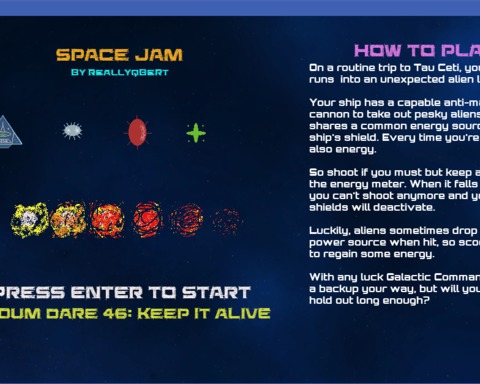 SPACE JAM
BY REALLYQBERT
PRESS ENTER TO START
DUM DARE 46: KEEP IT ALIVE
HOW TO PLA
On a routine trip to Tau Ceti, you
runs into an unexpected alien
Your ship has a capable anti-ma
cannon to take out pesky aliens
shares a common energy sourc
ship's shield. Every time you're
also energy.
So shoot if you must but keep a
the energy meter. When it falls
you can't shoot anymore and yo
shields will deactivate.
Luckily, aliens sometimes drop
power source when hit, so scoo
to regain some energy.
With any luck Galactic Comman
a backup your way, but will you
hold out long enough?